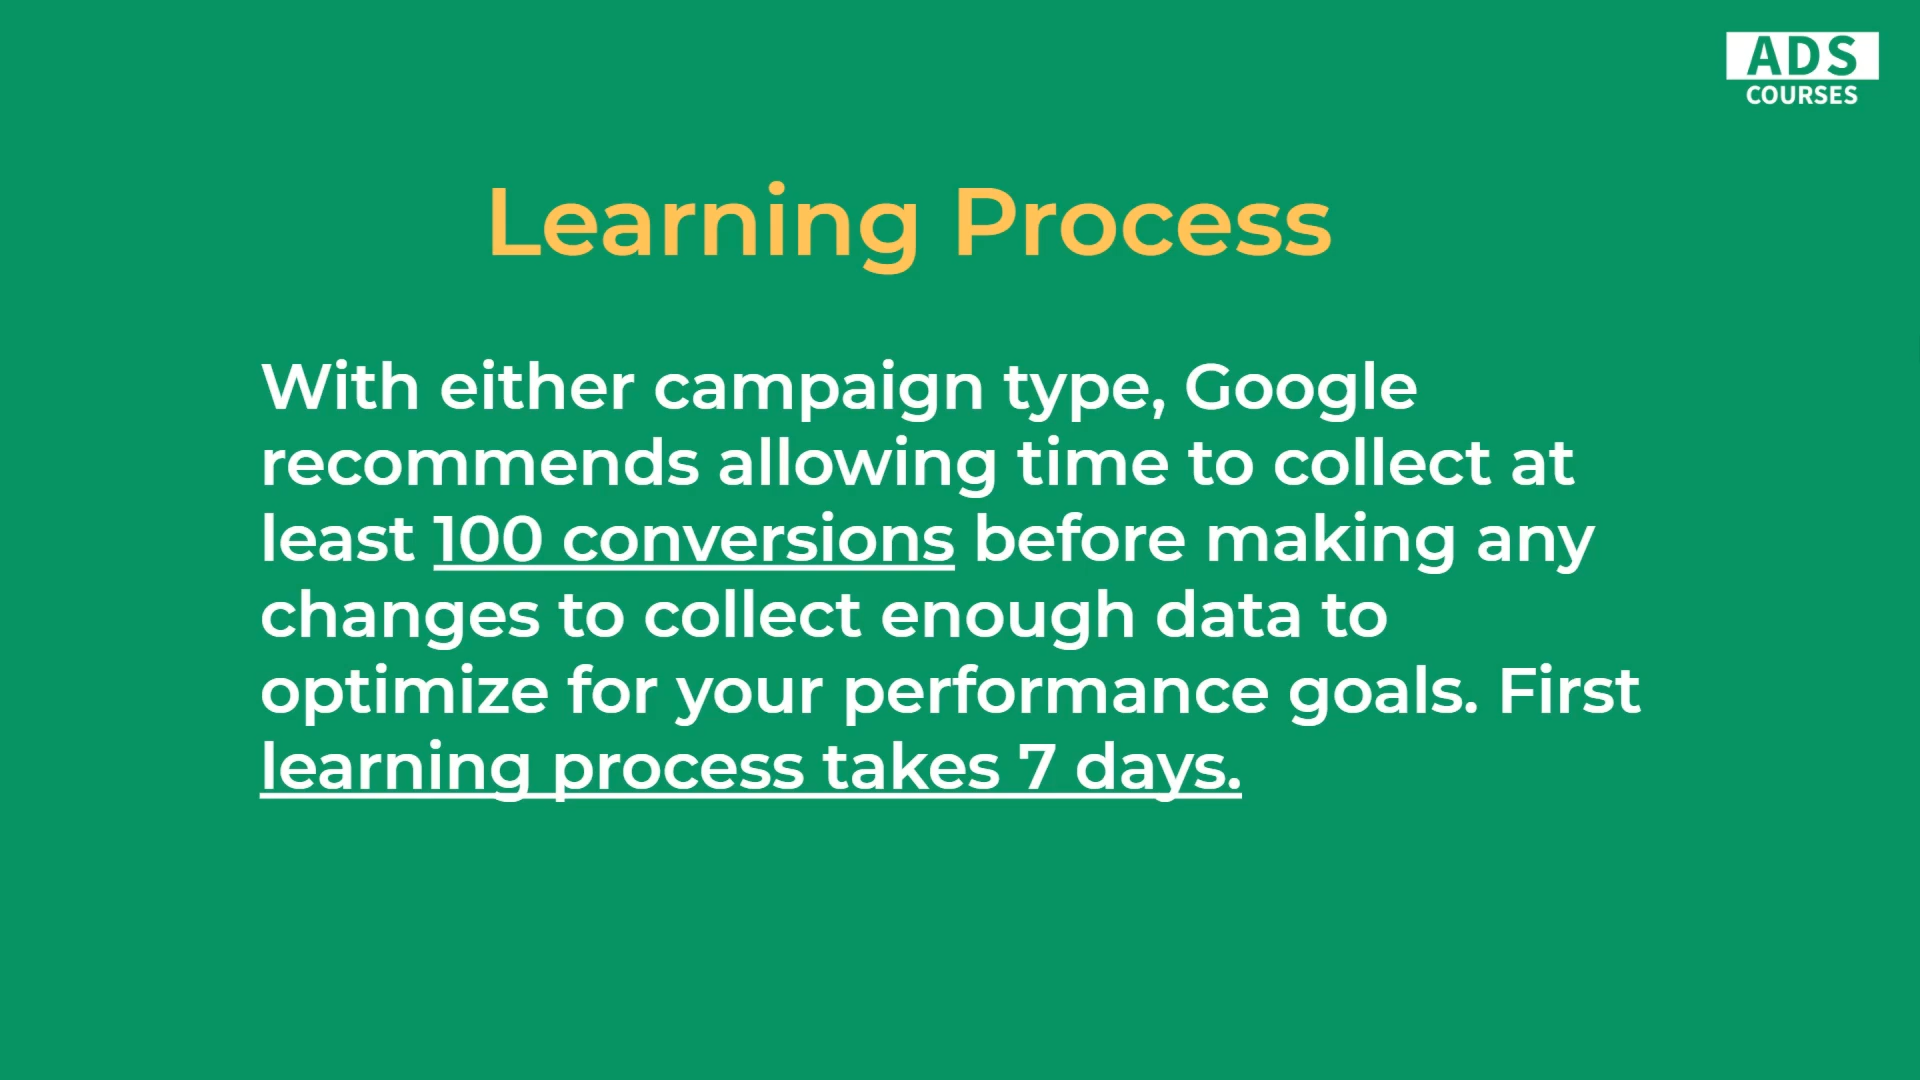 ADS
COURSES
Learning Process
With either campaign type, Google
recommends allowing time to collect at
least 100 conversions before making any
changes to collect enough data to
optimize for your performance goals. First
learning process takes 7 days.